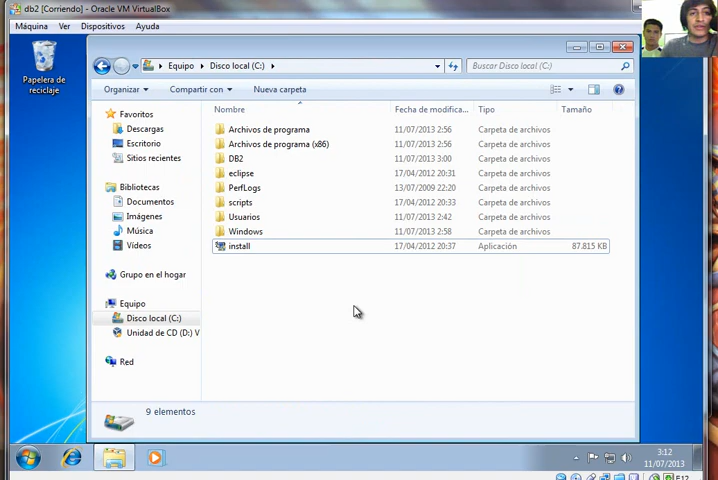 db2 [Corriendo] - Oracle VM VirtualBox
Máquina Ver Dispositivos Ayuda
Papelera de
reciclaje
Equipo Disco local (C:)
Buscar Disco local (C:)
Organizar Compartir con Nueva carpeta
Nombre Fecha de modifica... Tipo Tamaño
Favoritos
Descargas
Escritorio
Sitios recientes
Bibliotecas
Documentos
Imágenes
Música
Vídeos
Grupo en el hogar
Equipo
Disco local (C:)
Unidad de CD (D:) V
Red
Archivos de programa 11/07/2013 2:56 Carpeta de archivos
Archivos de programa (x86) 11/07/2013 2:56 Carpeta de archivos
DB2 11/07/2013 3:00 Carpeta de archivos
eclipse 17/04/2012 20:31 Carpeta de archivos
PerfLogs 13/07/2009 22:20 Carpeta de archivos
scripts 17/04/2012 20:33 Carpeta de archivos
Usuarios 11/07/2013 2:42 Carpeta de archivos
Windows 11/07/2013 2:58 Carpeta de archivos
install 17/04/2012 20:37 Aplicación 87.815 KB
9 elementos
3:12
11/07/2013